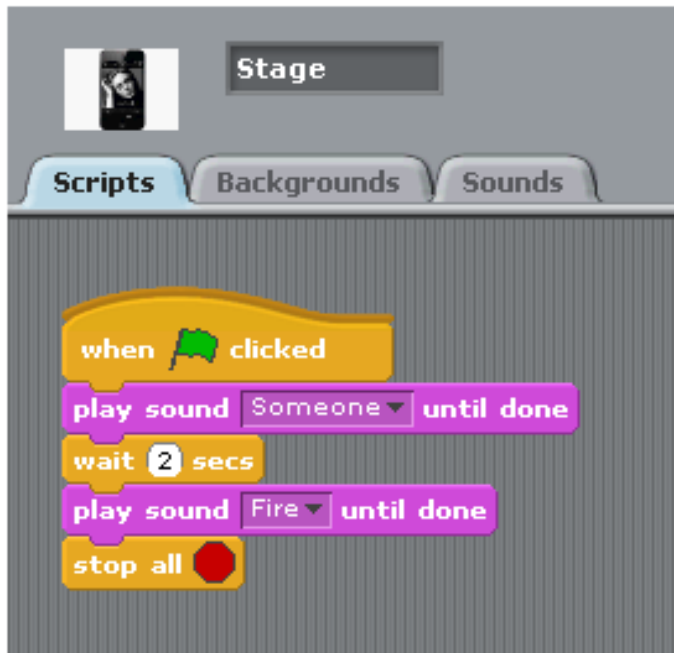 Stage
Scripts Backgrounds Sounds
when clicked
play sound Someone until done
wait 2 secs
play sound Fire until done
stop all